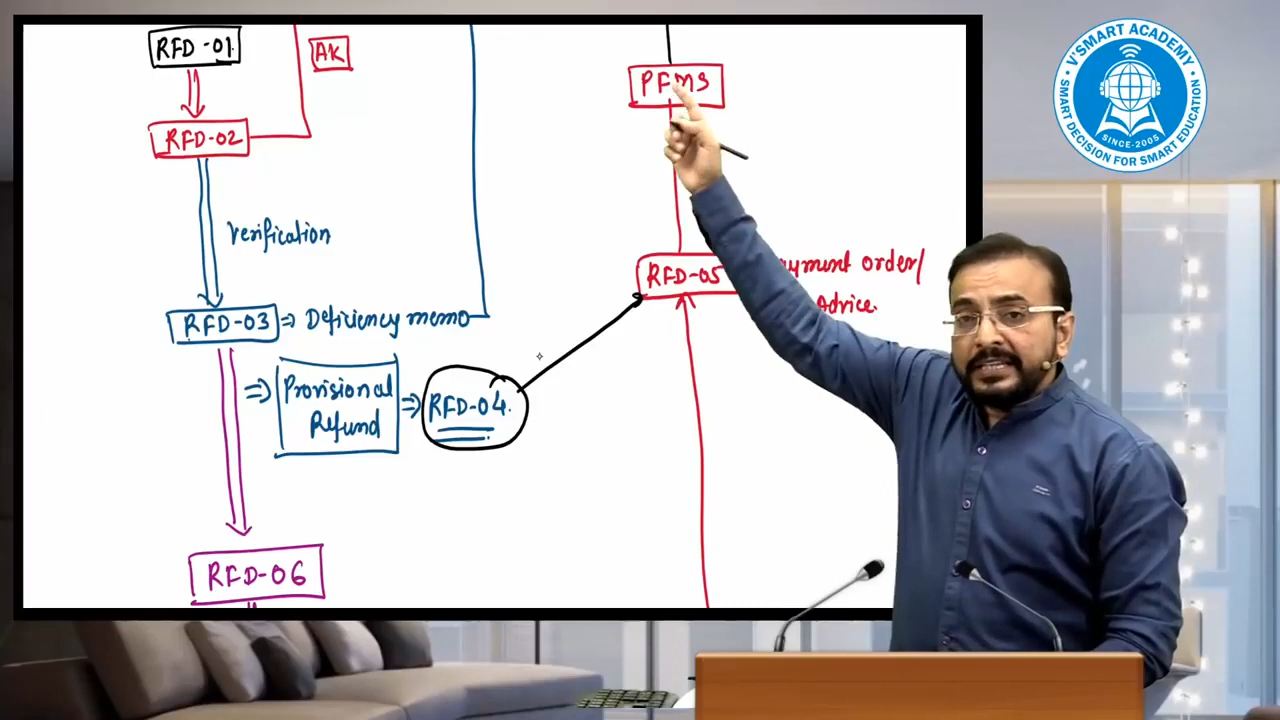 RFD-01
AK
PFMS
RFD-02
verification
RFD-05
ayment order/
Advice.
RFD-03 ⇒ Deficiency memo
⇒ Provisional
Refund
⇒ RFD-04.
RFD-06
V'SMART ACADEMY
SINCE-2005
SMART DECISION FOR SMART EDUCATION